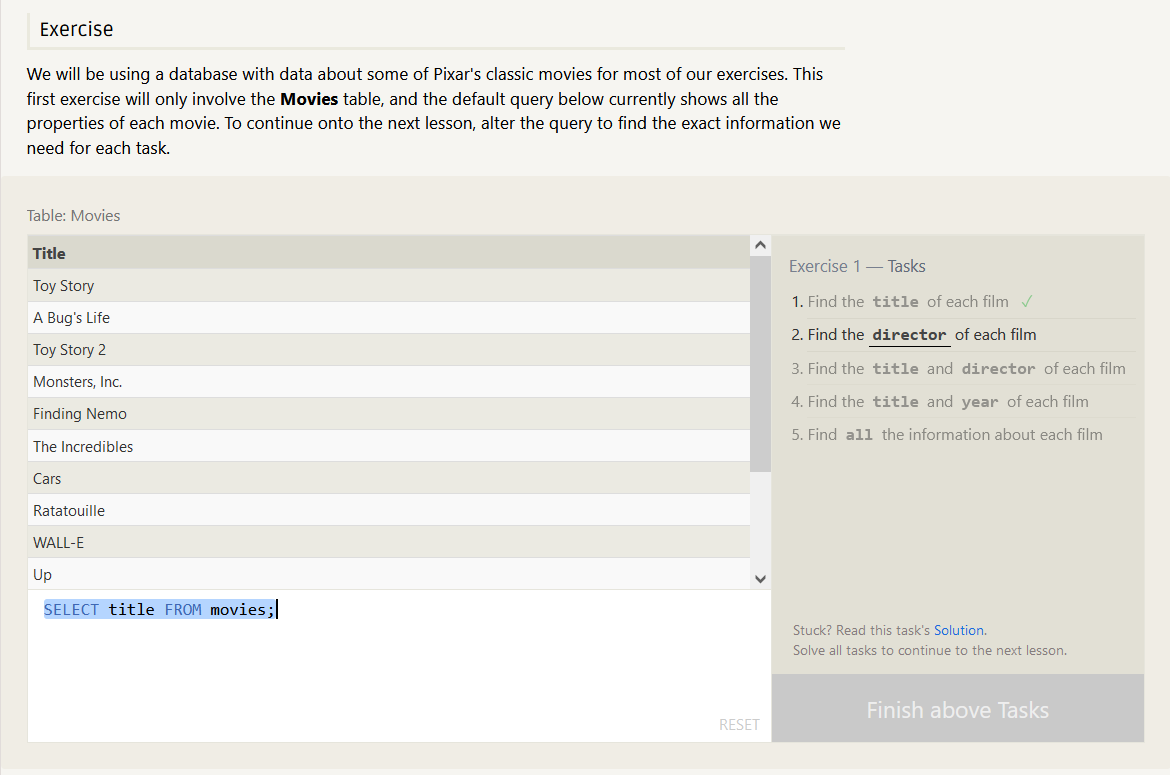 Exercise
We will be using a database with data about some of Pixar's classic movies for most of our exercises. This
first exercise will only involve the Movies table, and the default query below currently shows all the
properties of each movie. To continue onto the next lesson, alter the query to find the exact information we
need for each task.
Table: Movies
Title
Toy Story
A Bug's Life
Toy Story 2
Monsters, Inc.
Finding Nemo
The Incredibles
Cars
Ratatouille
WALL-E
Up
SELECT title FROM movies;
RESET
Exercise 1 — Tasks
1. Find the title of each film ✓
2. Find the director of each film
3. Find the title and director of each film
4. Find the title and year of each film
5. Find all the information about each film
Stuck? Read this task's Solution.
Solve all tasks to continue to the next lesson.
Finish above Tasks